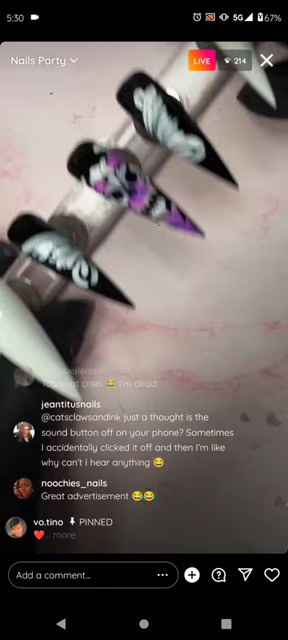 5:30
5G
67%
Nails Party
LIVE
214
crisis 😂 I'm dead
jeantitusnails
@catsclawsandink just a thought is the
sound button off on your phone? Sometimes
I accidentally clicked it off and then I'm like
why can't I hear anything 😂
noochies_nails
Great advertisement 😂😂
vo.tino PINNED
❤️... more
Add a comment...